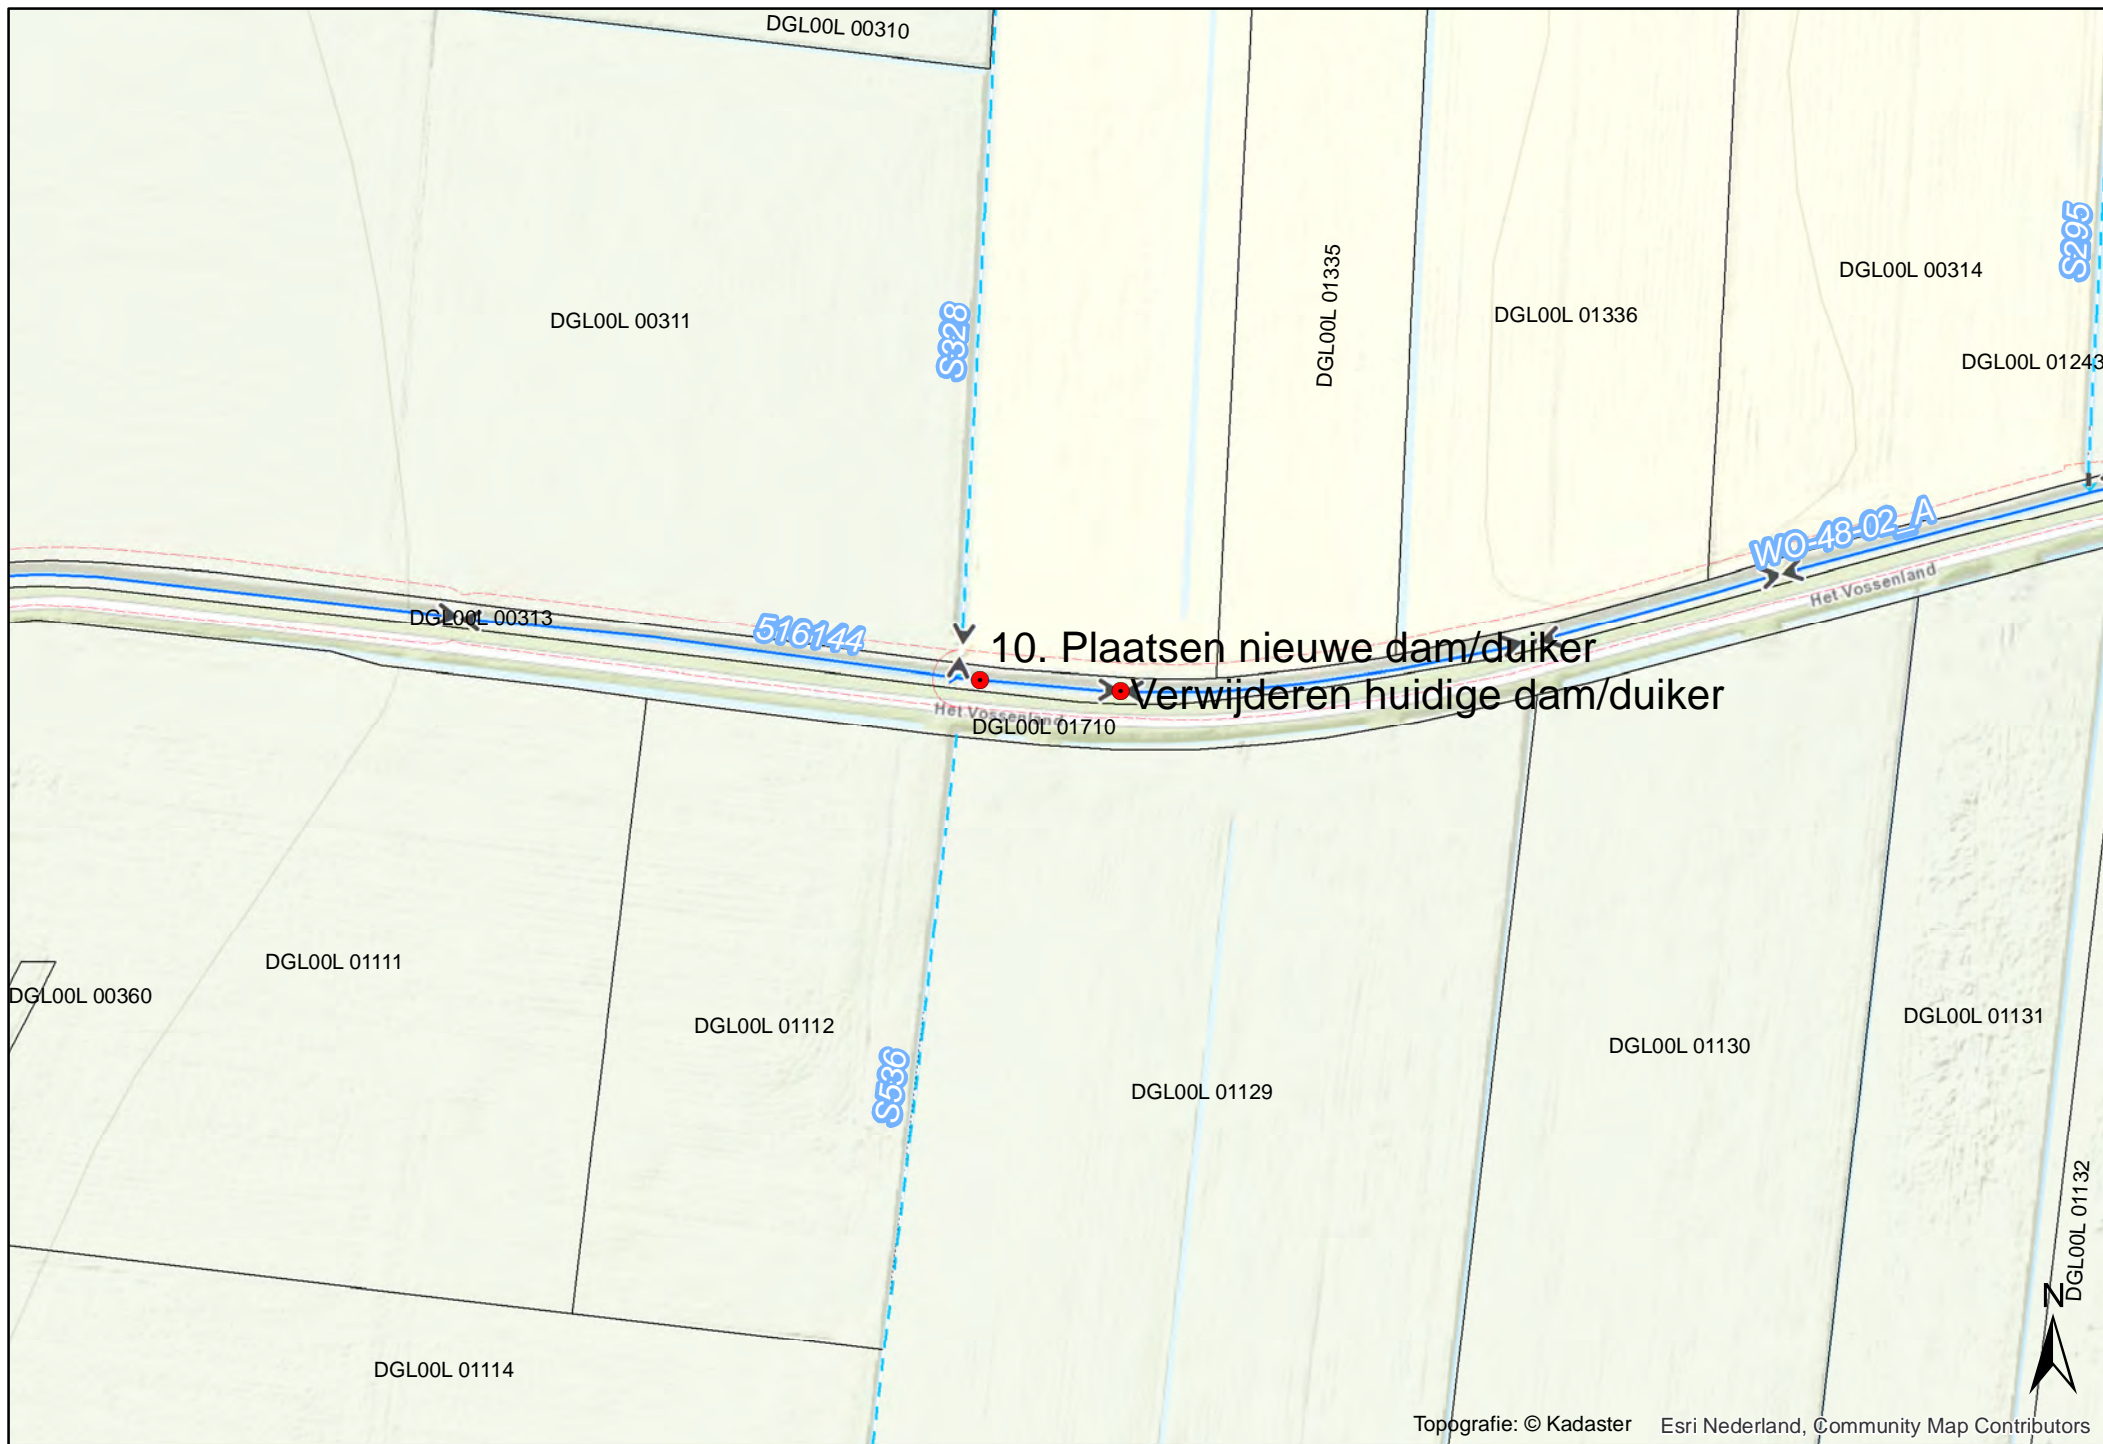 DGL00L 00310
S295
DGL00L 00314
DGL00L 01335
DGL00L 01336
DGL00L 00311
S328
DGL00L 01243
WO-48-02_A
Het Vossenland
DGL00L 00313
516144
10. Plaatsen nieuwe dam/duiker
Verwijderen huidige dam/duiker
Het Vossenland
DGL00L 01710
DGL00L 01111
DGL00L 00360
DGL00L 01112
DGL00L 01131
DGL00L 01130
S536
DGL00L 01129
DGL00L 01132
N
DGL00L 01114
Topografie: © Kadaster Esri Nederland, Community Map Contributors